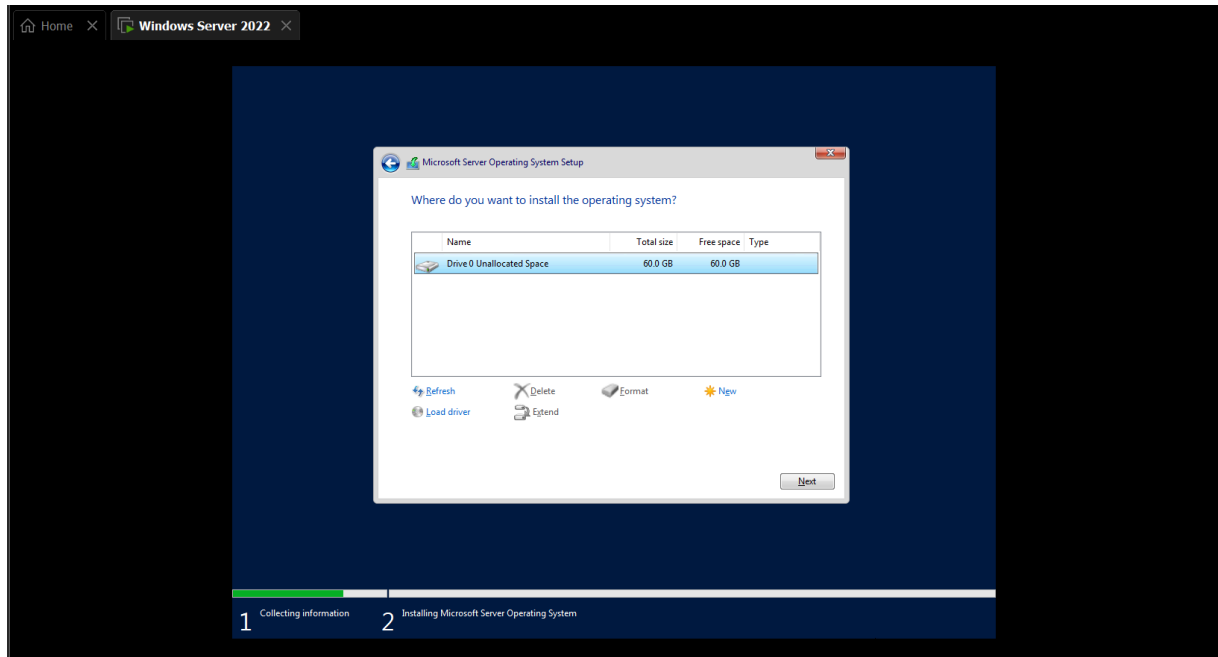 Home Windows Server 2022
Microsoft Server Operating System Setup
Where do you want to install the operating system?
Name Total size Free space Type
Drive 0 Unallocated Space 60.0 GB 60.0 GB
Refresh Delete Format New
Load driver Extend
Next
1 Collecting information 2 Installing Microsoft Server Operating System